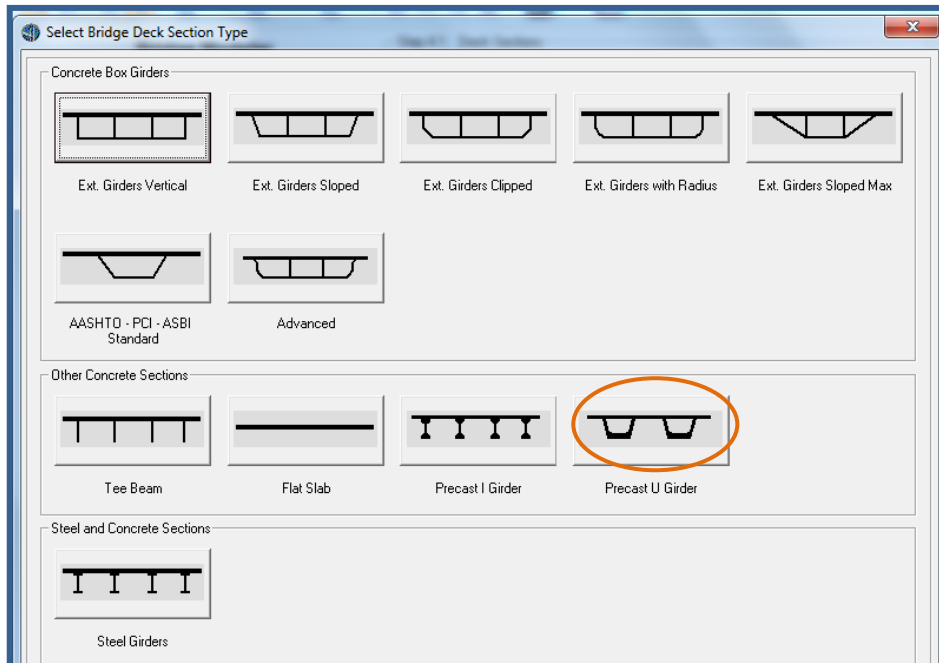 Select Bridge Deck Section Type
Concrete Box Girders
Ext. Girders Vertical
Ext. Girders Sloped
Ext. Girders Clipped
Ext. Girders with Radius
Ext. Girders Sloped Max
AASHTO - PCI - ASBI
Standard
Advanced
Other Concrete Sections
Tee Beam
Flat Slab
Precast I Girder
Precast U Girder
Steel and Concrete Sections
Steel Girders